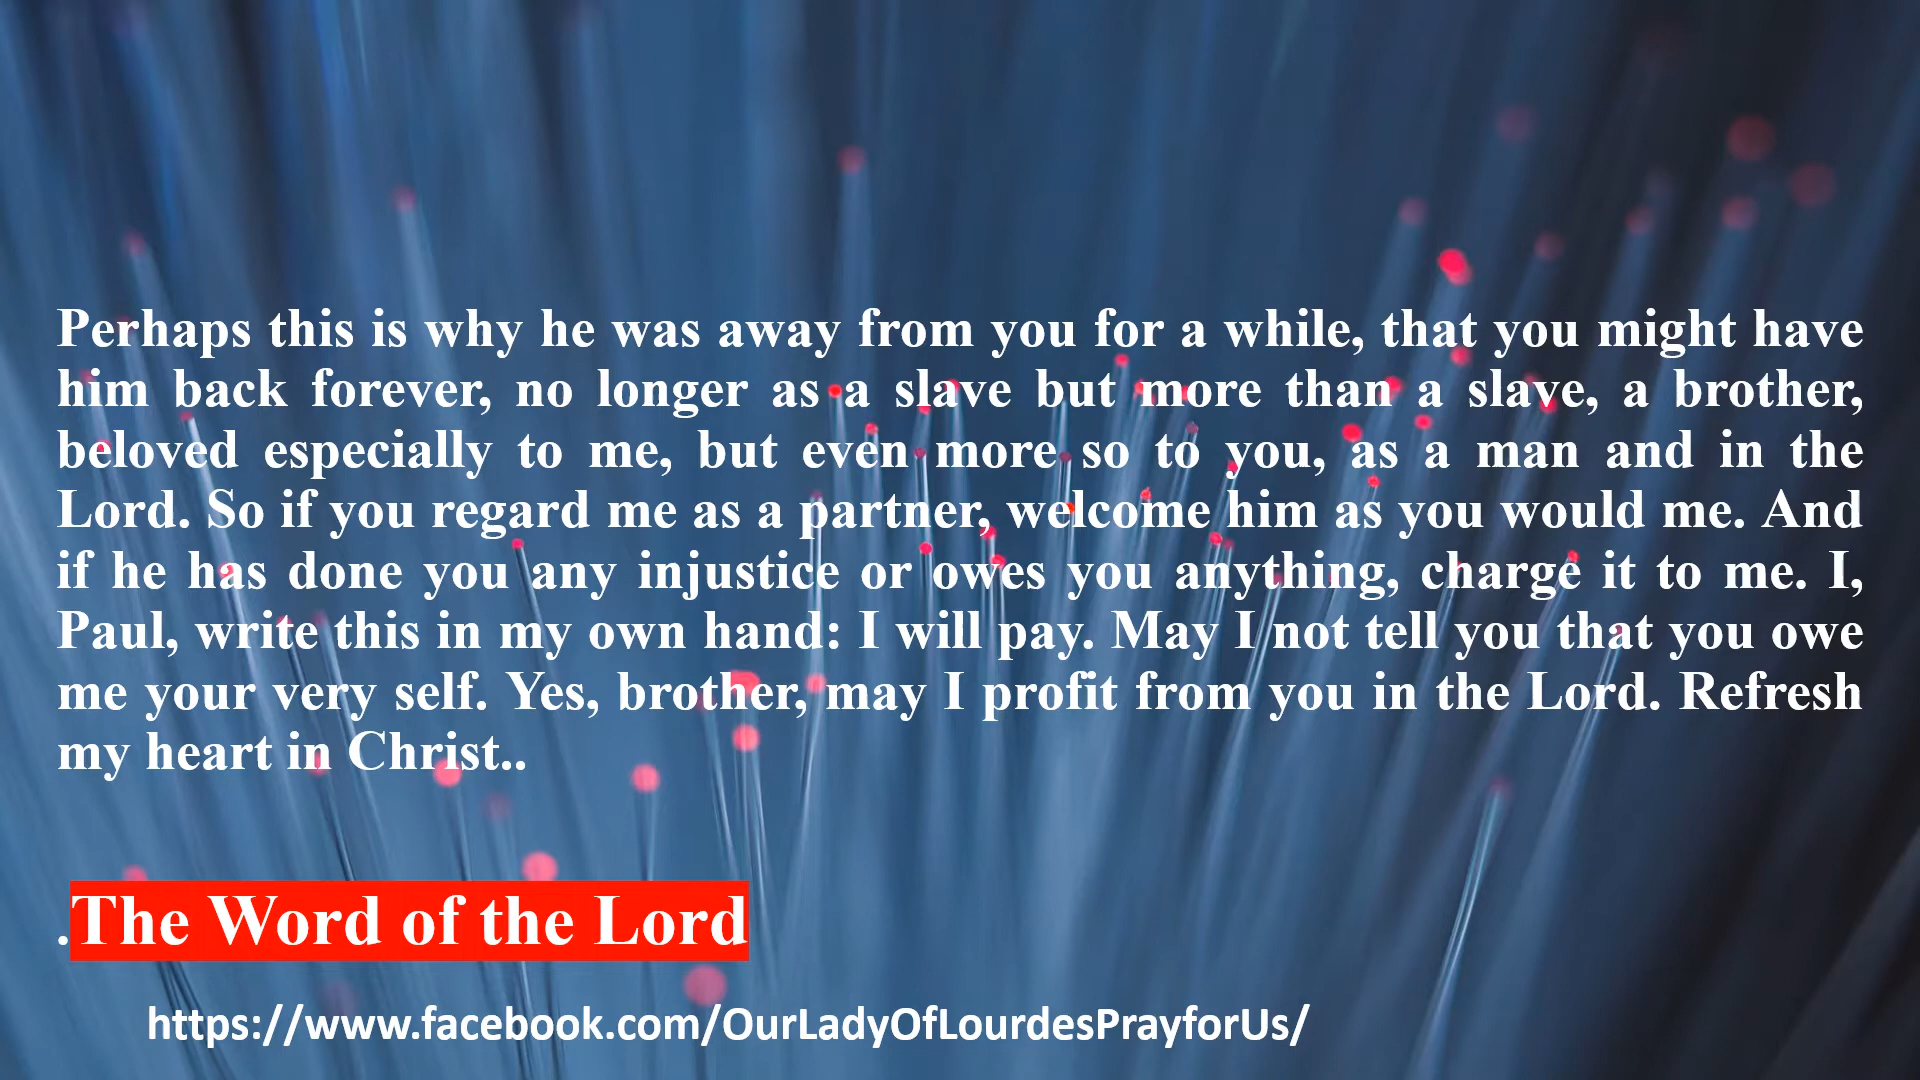 Perhaps this is why he was away from you for a while, that you might have
him back forever, no longer as a slave but more than a slave, a brother,
beloved especially to me, but even more so to you, as a man and in the
Lord. So if you regard me as a partner, welcome him as you would me. And
if he has done you any injustice or owes you anything, charge it to me. I,
Paul, write this in my own hand: I will pay. May I not tell you that you owe
me your very self. Yes, brother, may I profit from you in the Lord. Refresh
my heart in Christ..
.The Word of the Lord
https://www.facebook.com/OurLadyOfLourdesPrayforUs/